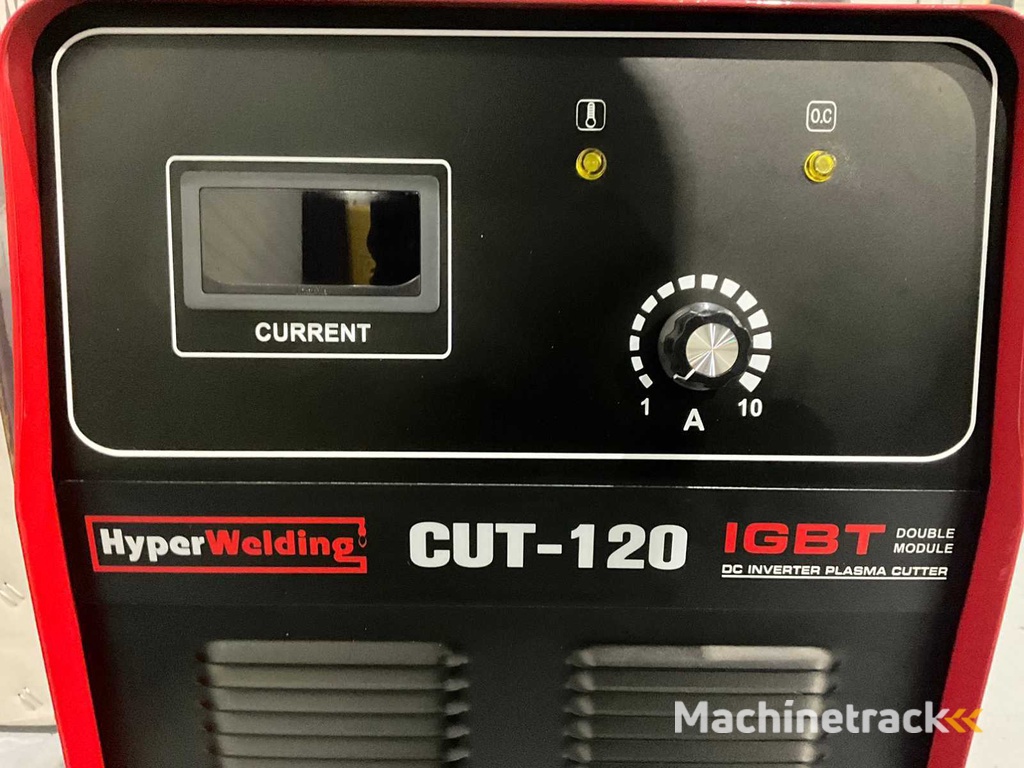 O.C
CURRENT
1 10
A
HyperWelding
CUT-120
IGBT DOUBLE MODULE
DC INVERTER PLASMA CUTTER
Machinetrack